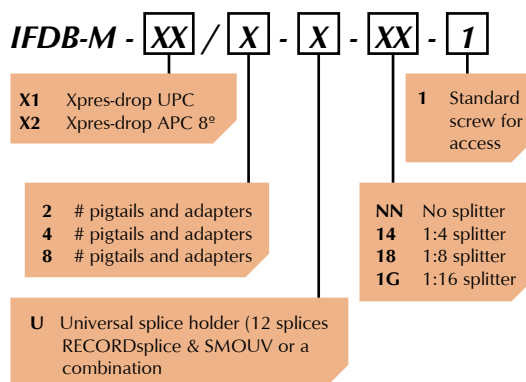 IFDB-M - XX / X - X - XX - 1
X1 Xpres-drop UPC
X2 Xpres-drop APC 8º
1 Standard
screw for
access
2 # pigtails and adapters
4 # pigtails and adapters
8 # pigtails and adapters
NN No splitter
14 1:4 splitter
18 1:8 splitter
1G 1:16 splitter
U Universal splice holder (12 splices
RECORDsplice & SMOUV or a
combination